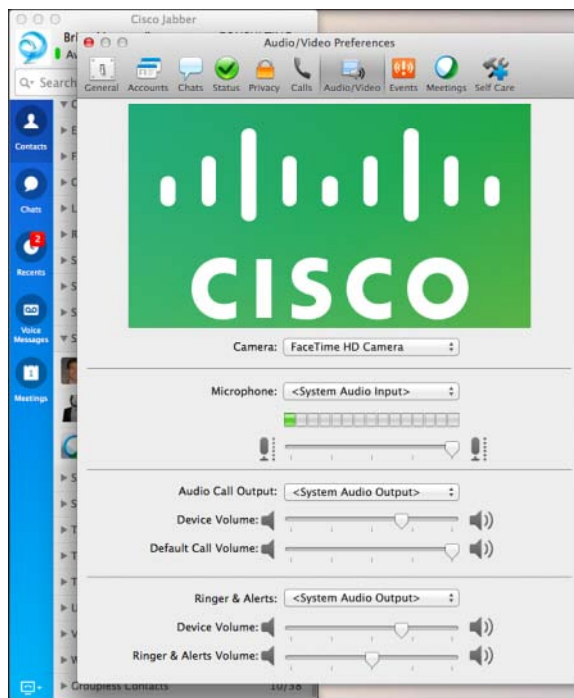 Cisco Jabber
Audio/Video Preferences
Search
General Accounts Chats Status Privacy Calls Audio/Video Events Meetings Self Care
Contacts
Chats
2
Recents
Voice
Messages
1
Meetings
CISCO
Camera: FaceTime HD Camera
Microphone: <System Audio Input>
Audio Call Output: <System Audio Output>
Device Volume:
Default Call Volume:
Ringer & Alerts: <System Audio Output>
Device Volume:
Ringer & Alerts Volume:
Groupless Contacts 10/38